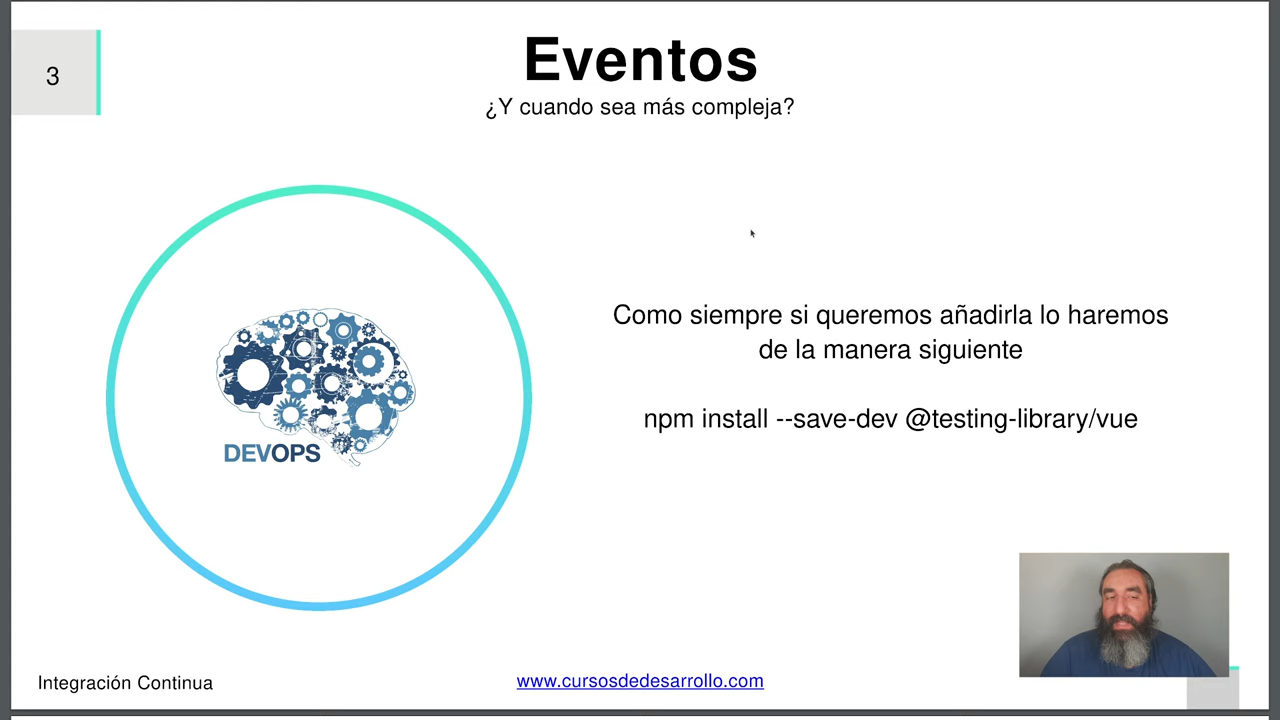 3
Eventos
¿Y cuando sea más compleja?
Como siempre si queremos añadirla lo haremos
de la manera siguiente
npm install --save-dev @testing-library/vue
DEVOPS
Integración Continua
www.cursosdedesarrollo.com